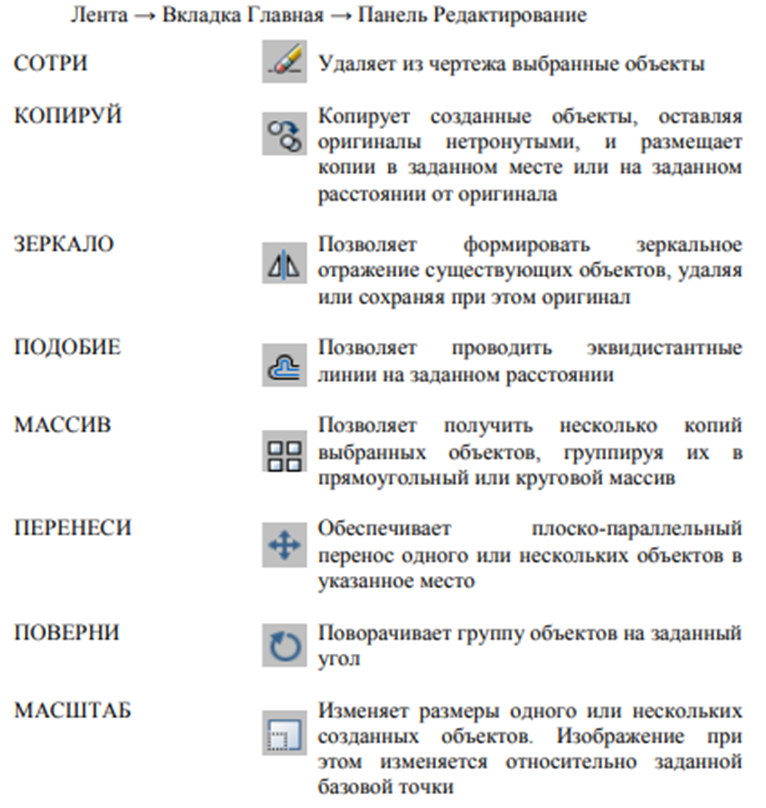 Лента → Вкладка Главная → Панель Редактирование
СОТРИ
Удаляет из чертежа выбранные объекты
КОПИРУЙ
Копирует созданные объекты, оставляя
оригиналы нетронутыми, и размещает
копии в заданном месте или на заданном
расстоянии от оригинала
ЗЕРКАЛО
Позволяет формировать зеркальное
отражение существующих объектов, удаляя
или сохраняя при этом оригинал
ПОДОБИЕ
Позволяет проводить эквидистантные
линии на заданном расстоянии
МАССИВ
Позволяет получить несколько копий
выбранных объектов, группируя их в
прямоугольный или круговой массив
ПЕРЕНЕСИ
Обеспечивает плоско-параллельный
перенос одного или нескольких объектов в
указанное место
ПОВЕРНИ
Поворачивает группу объектов на заданный
угол
МАСШТАБ
Изменяет размеры одного или нескольких
созданных объектов. Изображение при
этом изменяется относительно заданной
базовой точки